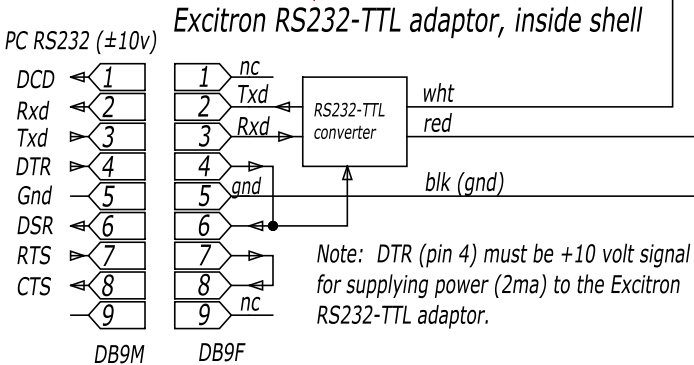 Excitron RS232-TTL adaptor, inside shell
PC RS232 (±10v)
DCD 1 1 nc
Rxd 2 2 Txd wht
Txd 3 3 Rxd red
RS232-TTL
converter
DTR 4 4
Gnd 5 5 gnd blk (gnd)
DSR 6 6
RTS 7 7
CTS 8 8
9 9 nc
Note: DTR (pin 4) must be +10 volt signal
for supplying power (2ma) to the Excitron
RS232-TTL adaptor.
DB9M DB9F